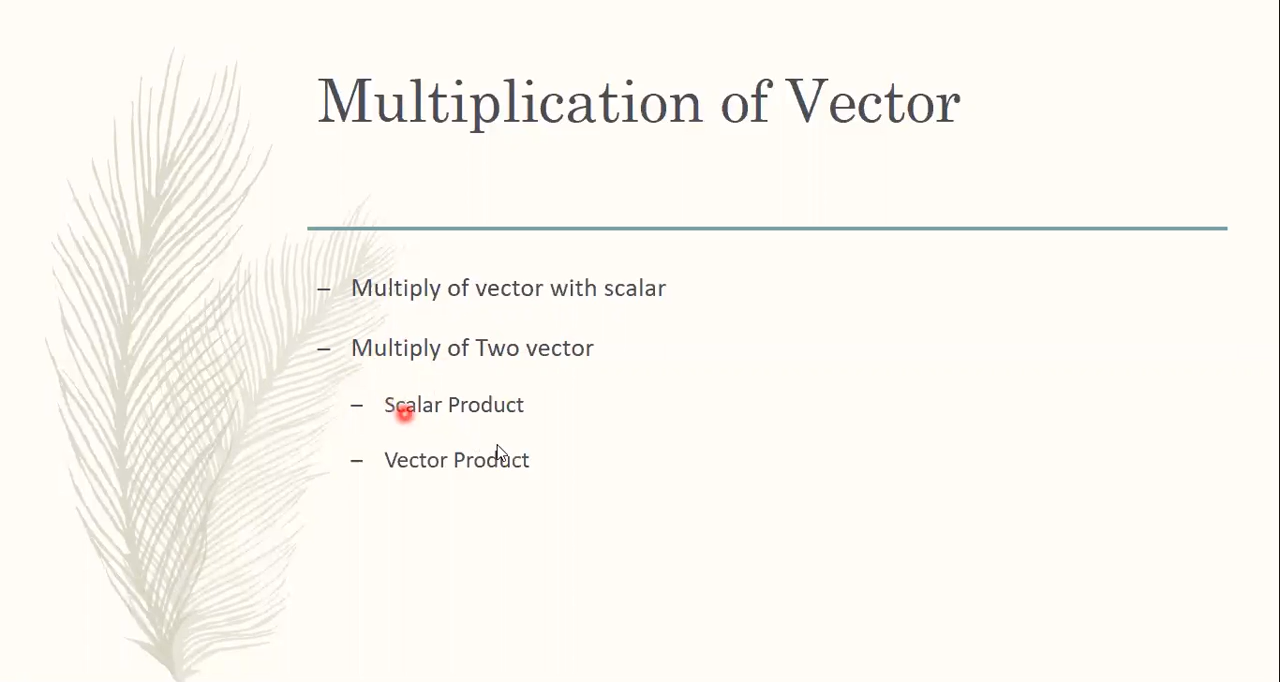 Multiplication of Vector
– Multiply of vector with scalar
– Multiply of Two vector
– Scalar Product
– Vector Product